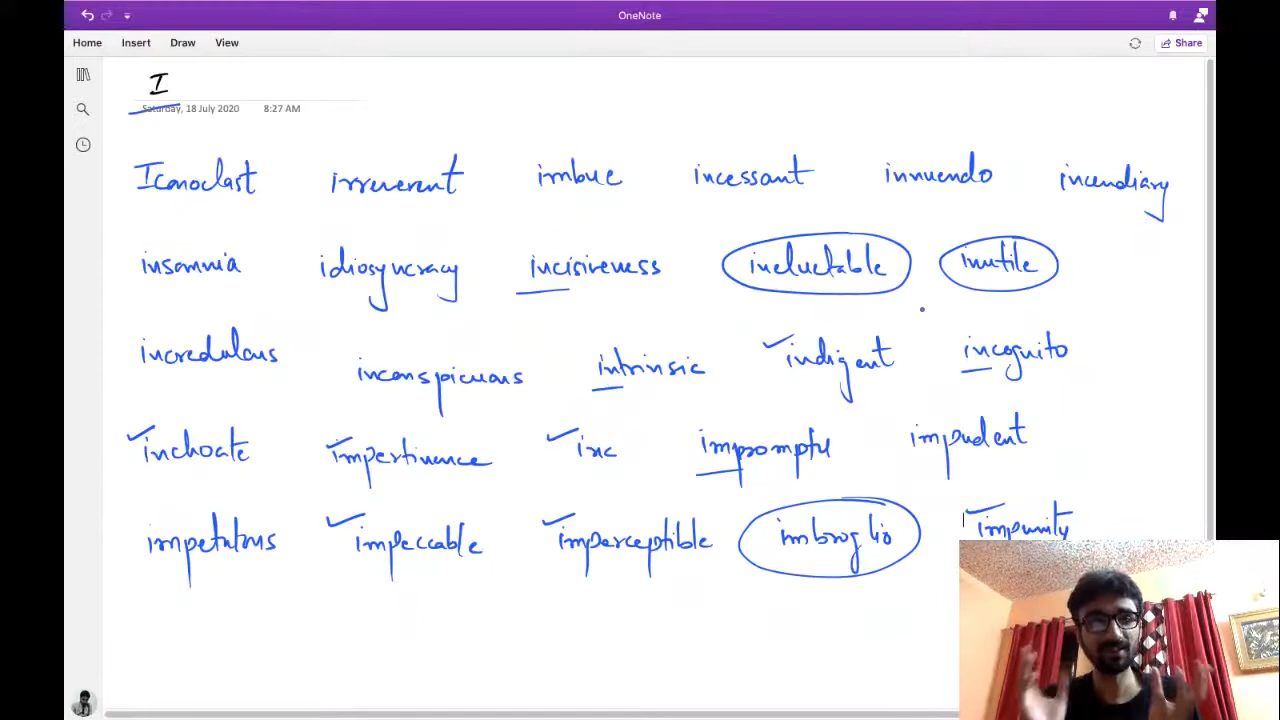 OneNote
Home Insert Draw View Share
I
Saturday, 18 July 2020 8:27 AM
Iconoclast irreverent imbue incessant innuendo incendiary
insomnia idiosyncracy incisiveness ineluctable inutile
incredulous inconspicuous intrinsic indigent incognito
inchoate impertinence irk impromptu impudent
impetuous impeccable imperceptible imbroglio impunity